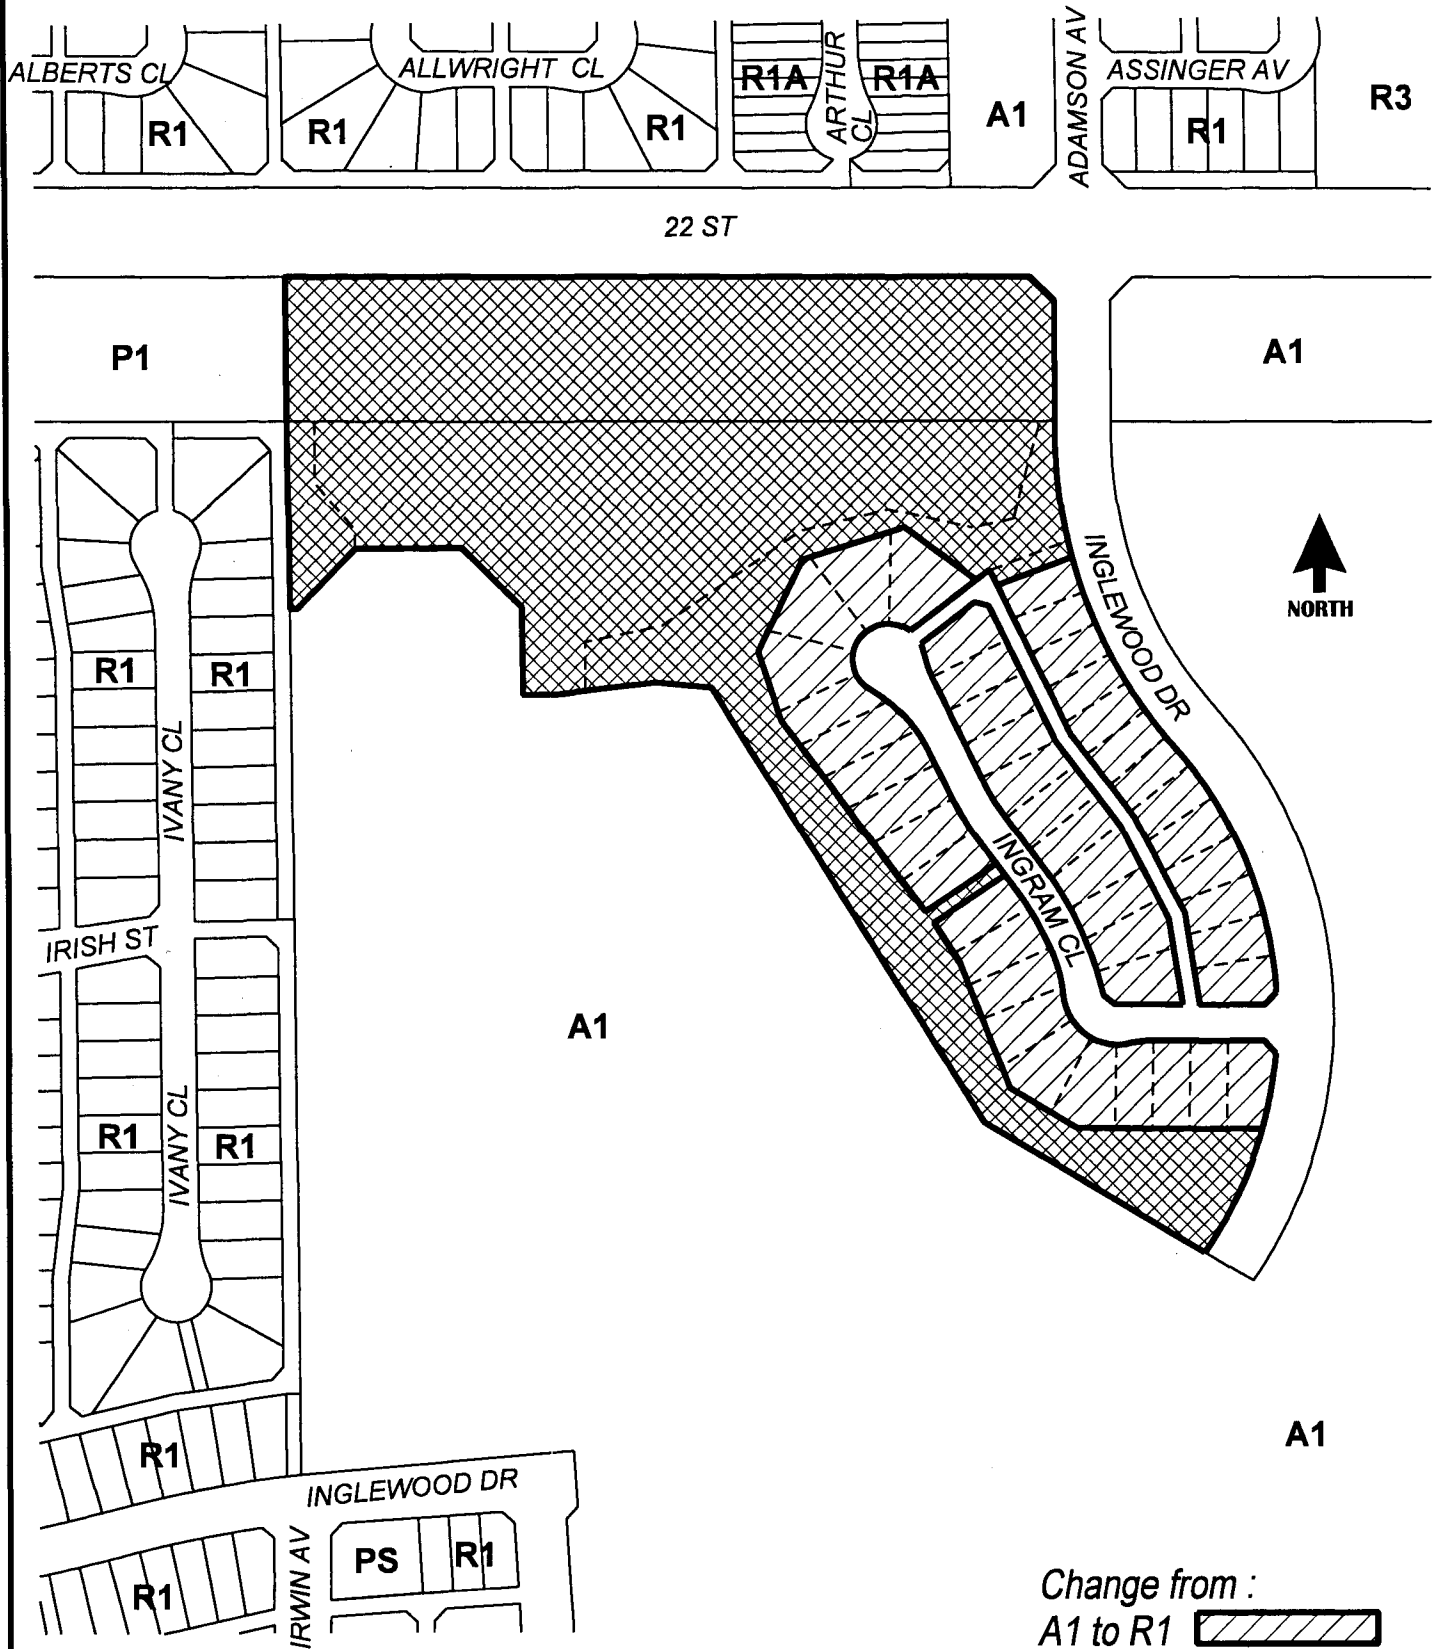 ALBERTS CL
ALLWRIGHT CL
R1A
ARTHUR
CL
R1A
A1
ADAMSON AV
ASSINGER AV
R3
R1
R1
R1
R1
22 ST
P1
A1
INGLEWOOD DR
NORTH
R1
R1
IVANY CL
INGRAM CL
IRISH ST
A1
IVANY CL
R1
R1
A1
R1
INGLEWOOD DR
IRWIN AV
PS
R1
R1
Change from :
A1 to R1